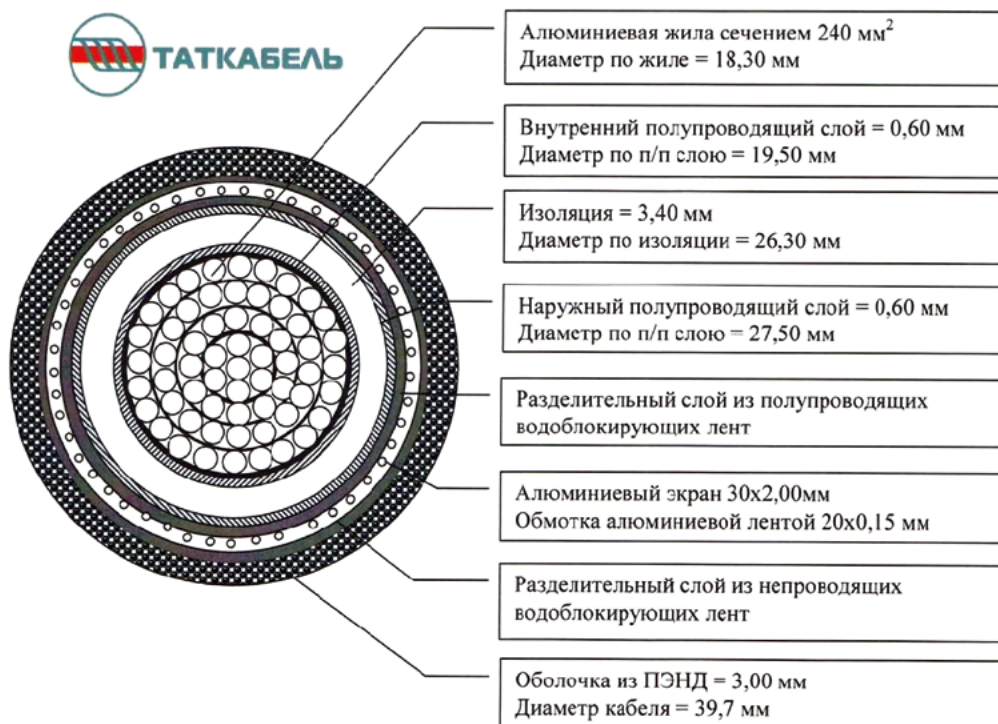 ТАТКАБЕЛЬ
Алюминиевая жила сечением 240 мм²
Диаметр по жиле = 18,30 мм
Внутренний полупроводящий слой = 0,60 мм
Диаметр по п/п слою = 19,50 мм
Изоляция = 3,40 мм
Диаметр по изоляции = 26,30 мм
Наружный полупроводящий слой = 0,60 мм
Диаметр по п/п слою = 27,50 мм
Разделительный слой из полупроводящих
водоблокирующих лент
Алюминиевый экран 30х2,00мм
Обмотка алюминиевой лентой 20х0,15 мм
Разделительный слой из непроводящих
водоблокирующих лент
Оболочка из ПЭНД = 3,00 мм
Диаметр кабеля = 39,7 мм